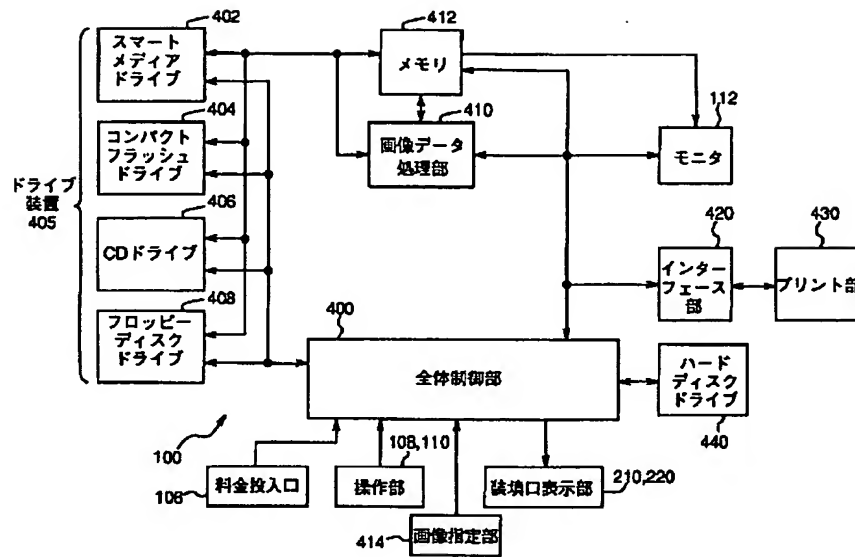 402
スマート
メディア
ドライブ
404
コンパクト
フラッシュ
ドライブ
ドライブ
装置
405
406
CDドライブ
408
フロッピー
ディスク
ドライブ
412
メモリ
410
画像データ
処理部
112
モニタ
420
インター
フェース
部
430
プリント部
400
全体制御部
ハード
ディスク
ドライブ
440
100
106
料金投入口
108,110
操作部
414
画像指定部
装填口表示部
210,220